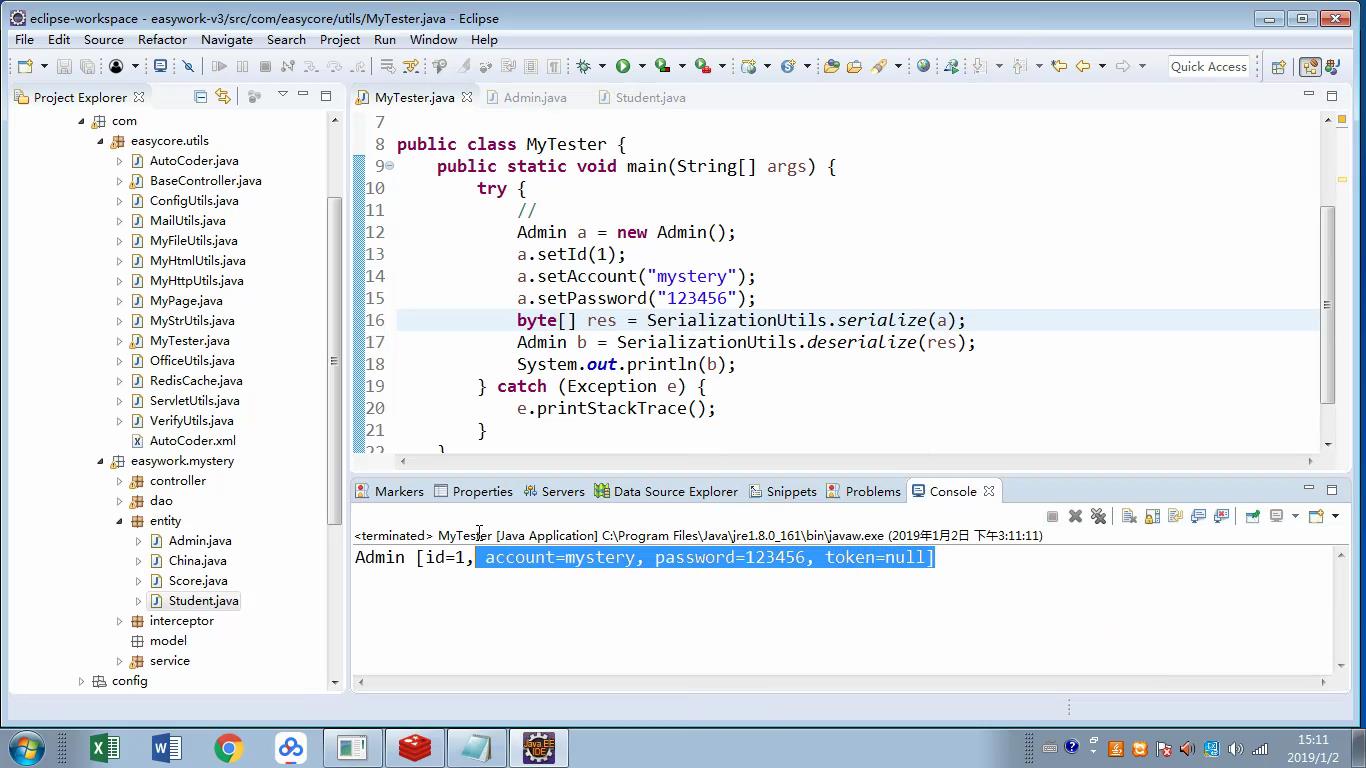 eclipse-workspace - easywork-v3/src/com/easycore/utils/MyTester.java - Eclipse
File Edit Source Refactor Navigate Search Project Run Window Help
Quick Access
Project Explorer
com
easycore.utils
AutoCoder.java
BaseController.java
ConfigUtils.java
MailUtils.java
MyFileUtils.java
MyHtmlUtils.java
MyHttpUtils.java
MyPage.java
MyStrUtils.java
MyTester.java
OfficeUtils.java
RedisCache.java
ServletUtils.java
VerifyUtils.java
AutoCoder.xml
easywork.mystery
controller
dao
entity
Admin.java
China.java
Score.java
Student.java
interceptor
model
service
config
MyTester.java Admin.java Student.java
7
8 public class MyTester {
9 public static void main(String[] args) {
10 try {
11 //
12 Admin a = new Admin();
13 a.setId(1);
14 a.setAccount("mystery");
15 a.setPassword("123456");
16 byte[] res = SerializationUtils.serialize(a);
17 Admin b = SerializationUtils.deserialize(res);
18 System.out.println(b);
19 } catch (Exception e) {
20 e.printStackTrace();
21 }
22 }
Markers Properties Servers Data Source Explorer Snippets Problems Console
<terminated> MyTester [Java Application] C:\Program Files\Java\jre1.8.0_161\bin\javaw.exe (2019年1月2日 下午3:11:11)
Admin [id=1, account=mystery, password=123456, token=null]
Java EE
IDE
15:11
2019/1/2